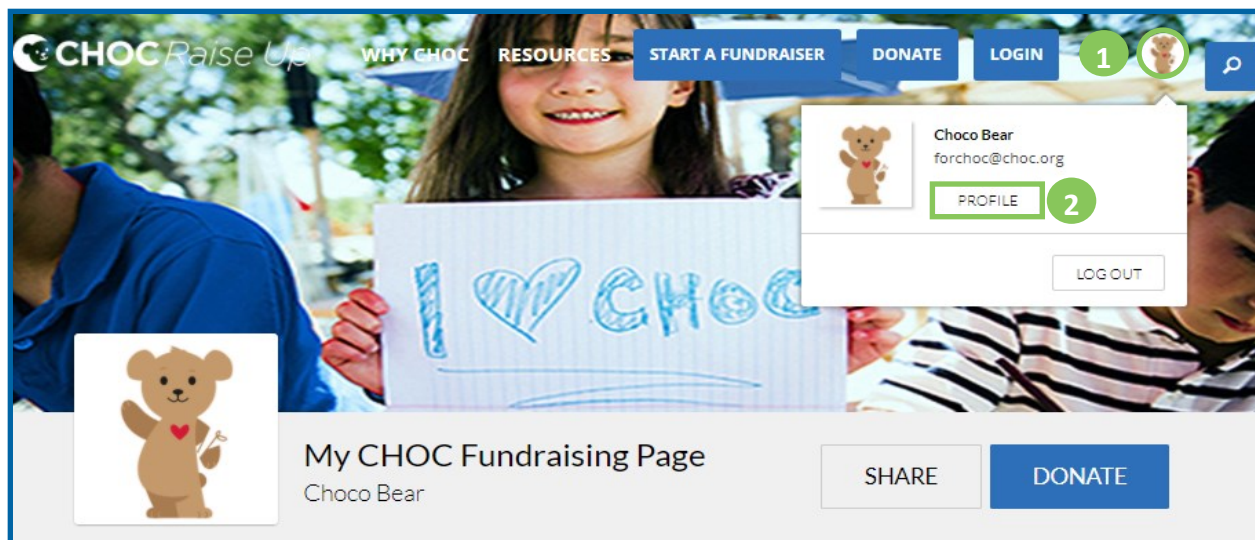 CHOC Raise Up WHY CHOC RESOURCES START A FUNDRAISER DONATE LOGIN 1
Choco Bear
forchoc@choc.org
PROFILE 2
LOG OUT
I ♡ CHOC
My CHOC Fundraising Page
Choco Bear
SHARE DONATE